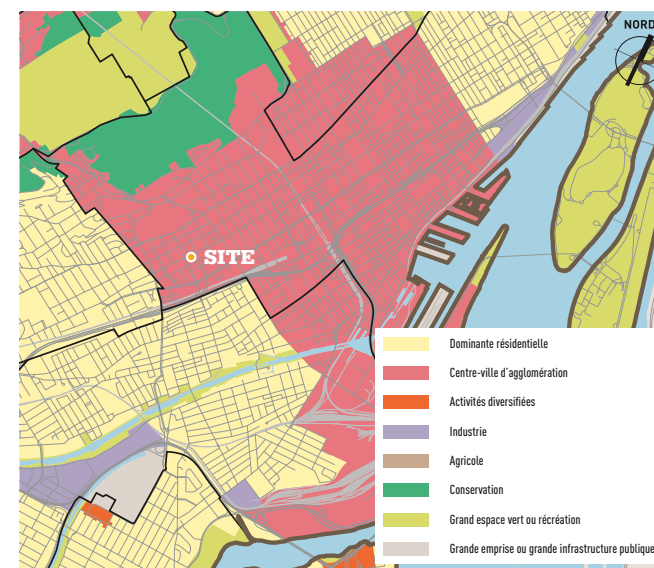 NORD
SITE
Dominante résidentielle
Centre-ville d'agglomération
Activités diversifiées
Industrie
Agricole
Conservation
Grand espace vert ou récréation
Grande emprise ou grande infrastructure publique